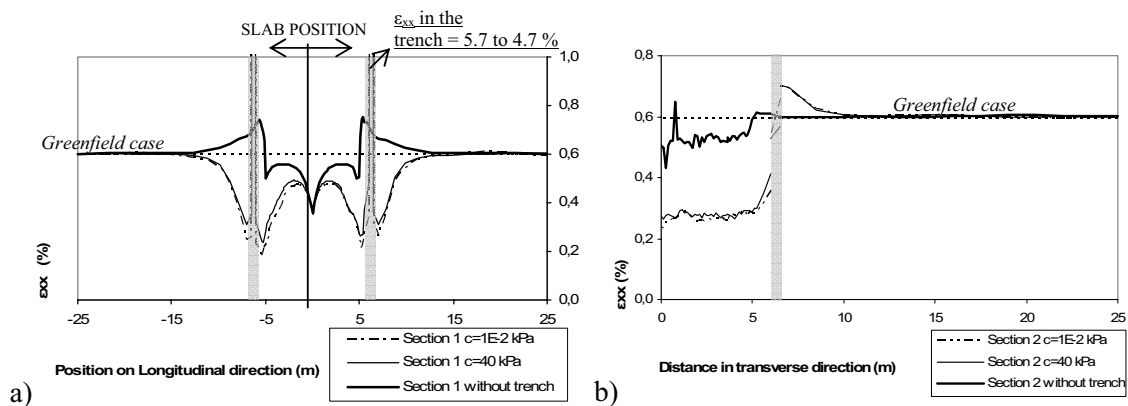 SLAB POSITION
εxx in the
trench = 5.7 to 4.7 %
Greenfield case
1,0
0,8
0,6
0,4
0,2
0,0
εxx (%)
-25
-15
-5
5
15
25
Position on Longitudinal direction (m)
Section 1 c=1E-2 kPa
Section 1 c=40 kPa
Section 1 without trench
a)
0,8
0,6
0,4
0,2
0,0
εxx (%)
Greenfield case
0
5
10
15
20
25
Distance in transverse direction (m)
Section 2 c=1E-2 kPa
Section 2 c=40 kPa
Section 2 without trench
b)